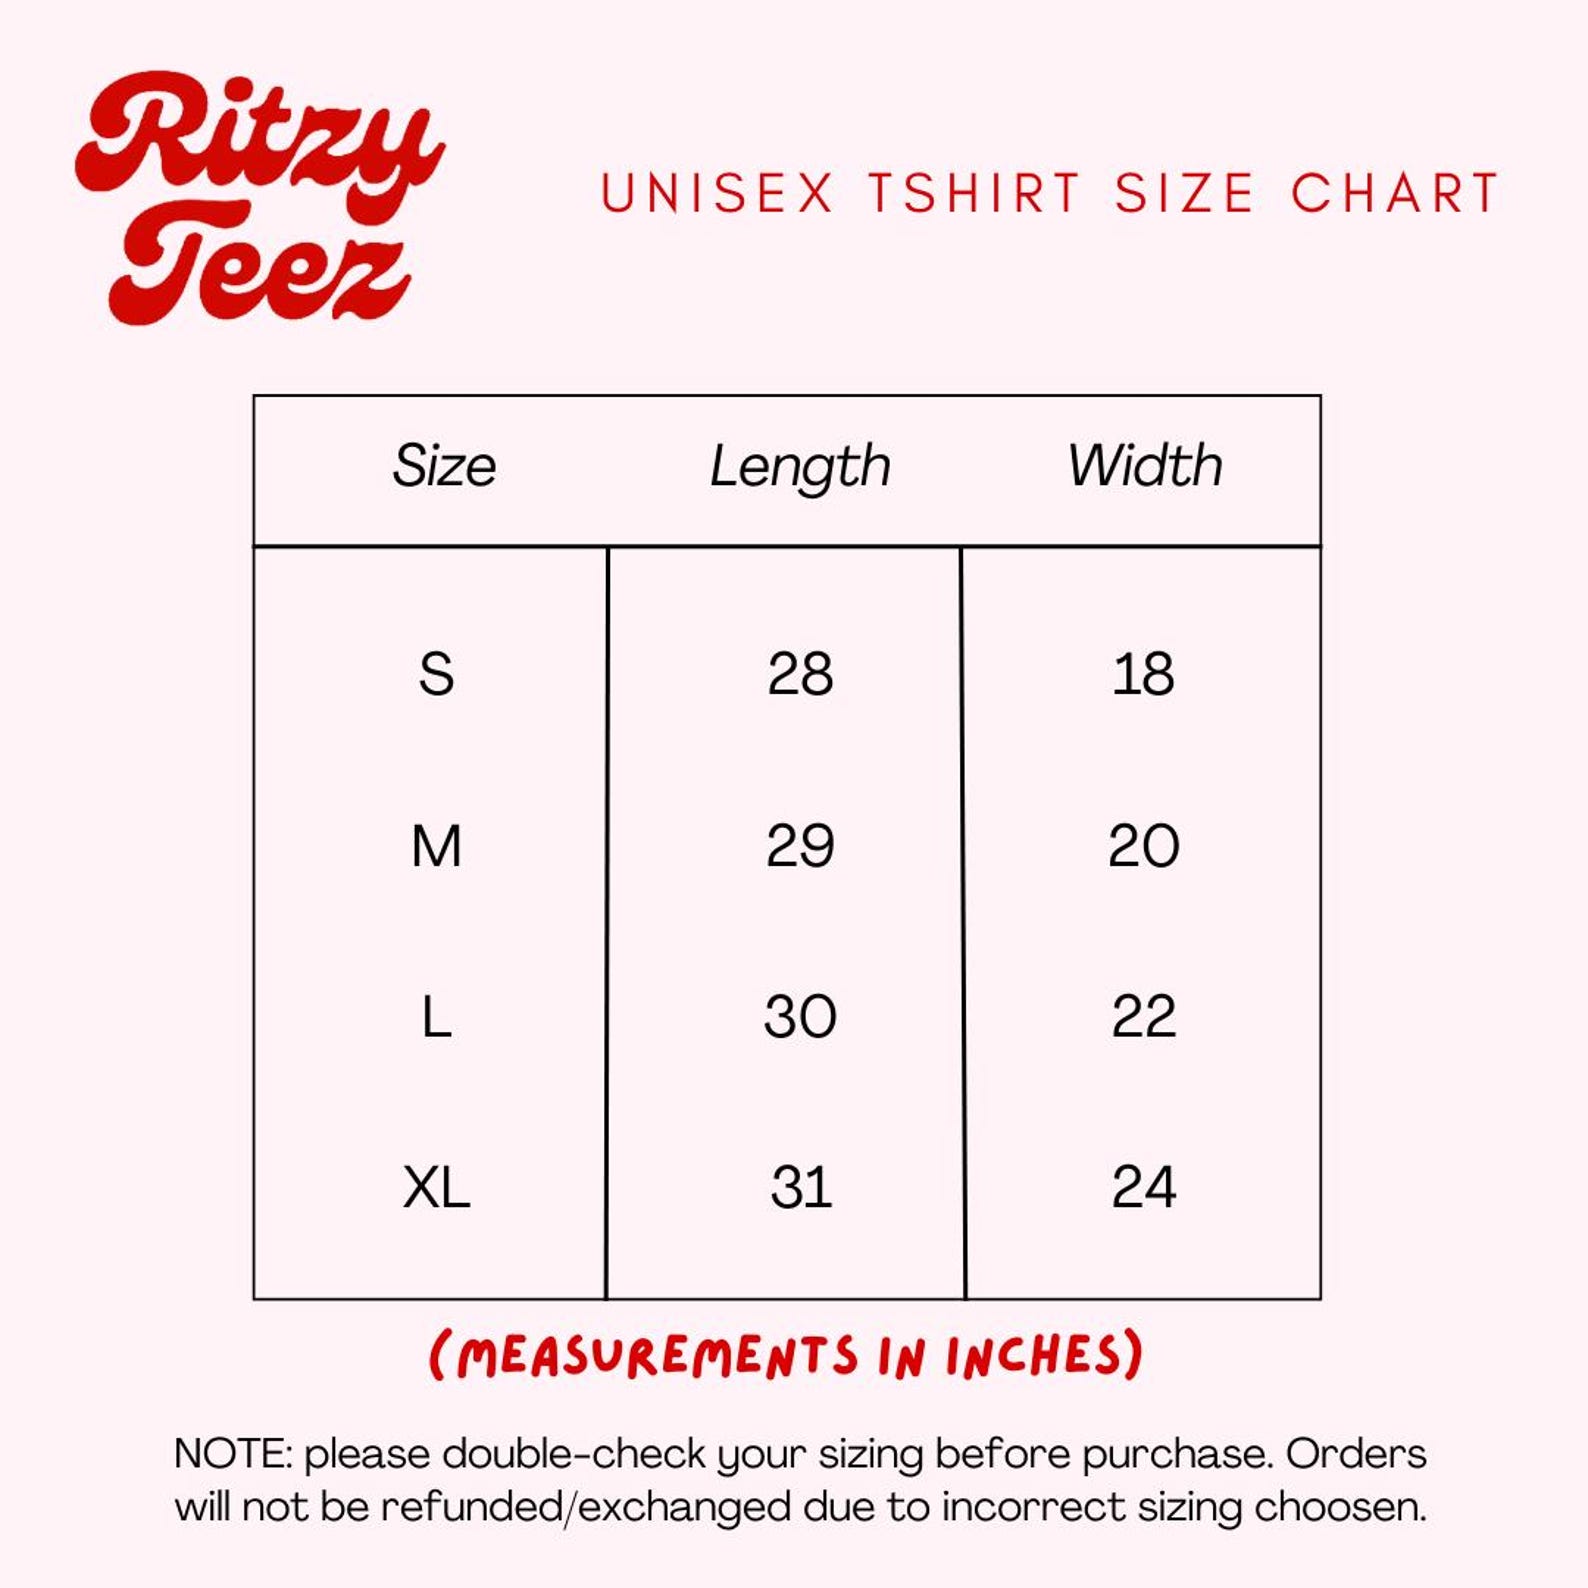 Ritzy
Teez
UNISEX TSHIRT SIZE CHART
Size Length Width
S 28 18
M 29 20
L 30 22
XL 31 24
(MEASUREMENTS IN INCHES)
NOTE: please double-check your sizing before purchase. Orders
will not be refunded/exchanged due to incorrect sizing choosen.